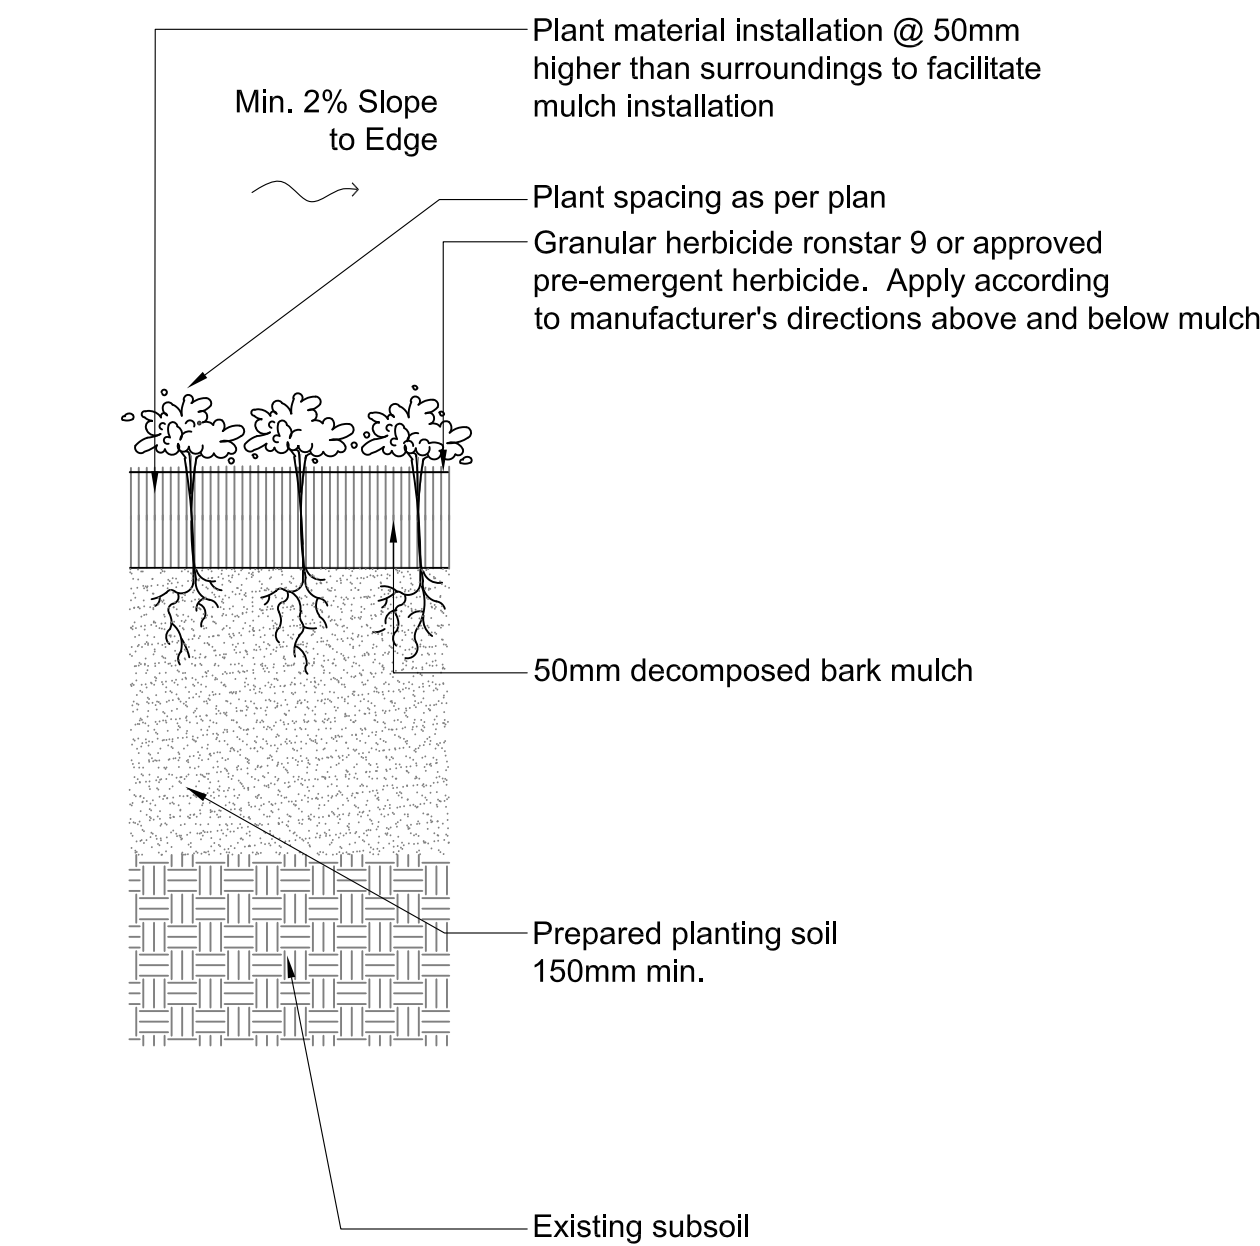 Plant material installation @ 50mm
higher than surroundings to facilitate
mulch installation
Min. 2% Slope
to Edge
Plant spacing as per plan
Granular herbicide ronstar 9 or approved
pre-emergent herbicide.  Apply according
to manufacturer's directions above and below mulch
50mm decomposed bark mulch
Prepared planting soil
150mm min.
Existing subsoil